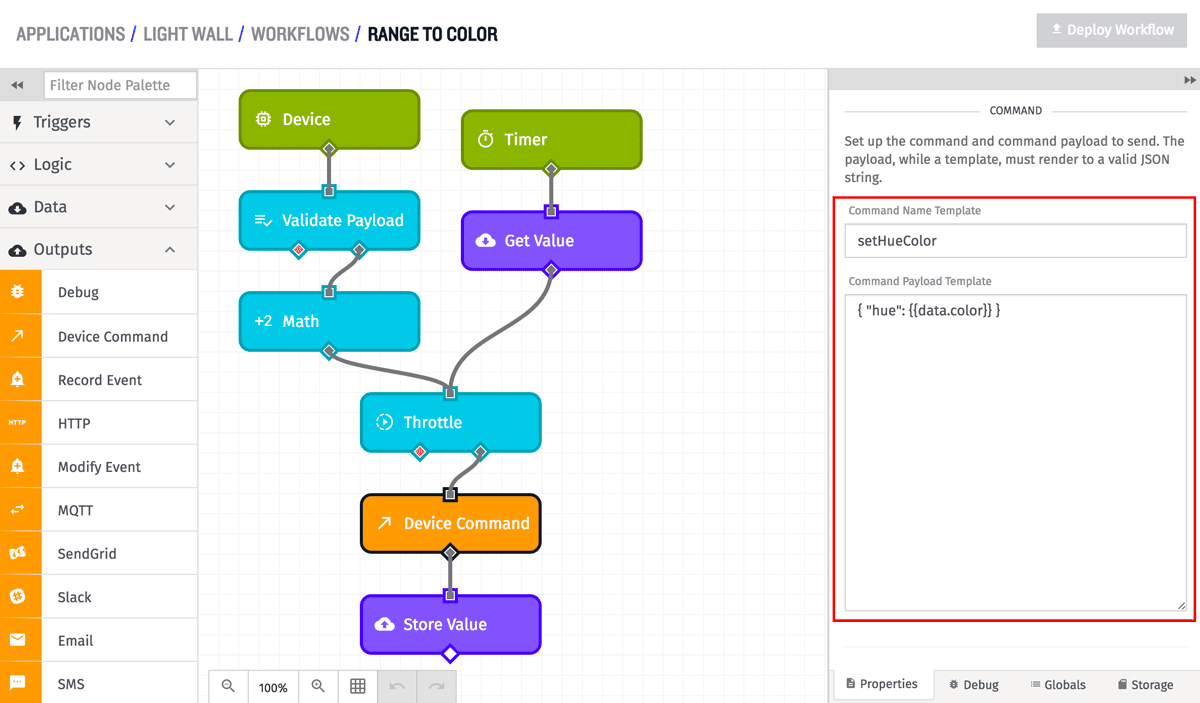 APPLICATIONS / LIGHT WALL / WORKFLOWS / RANGE TO COLOR
Deploy Workflow
Filter Node Palette
Triggers
Logic
Data
Outputs
Debug
Device Command
Record Event
HTTP
HTTP
Modify Event
MQTT
SendGrid
Slack
Email
SMS
Device
Timer
Validate Payload
Get Value
+2 Math
Throttle
Device Command
Store Value
100%
COMMAND
Set up the command and command payload to send. The
payload, while a template, must render to a valid JSON
string.
Command Name Template
setHueColor
Command Payload Template
{ "hue": {{data.color}} }
Properties
Debug
Globals
Storage